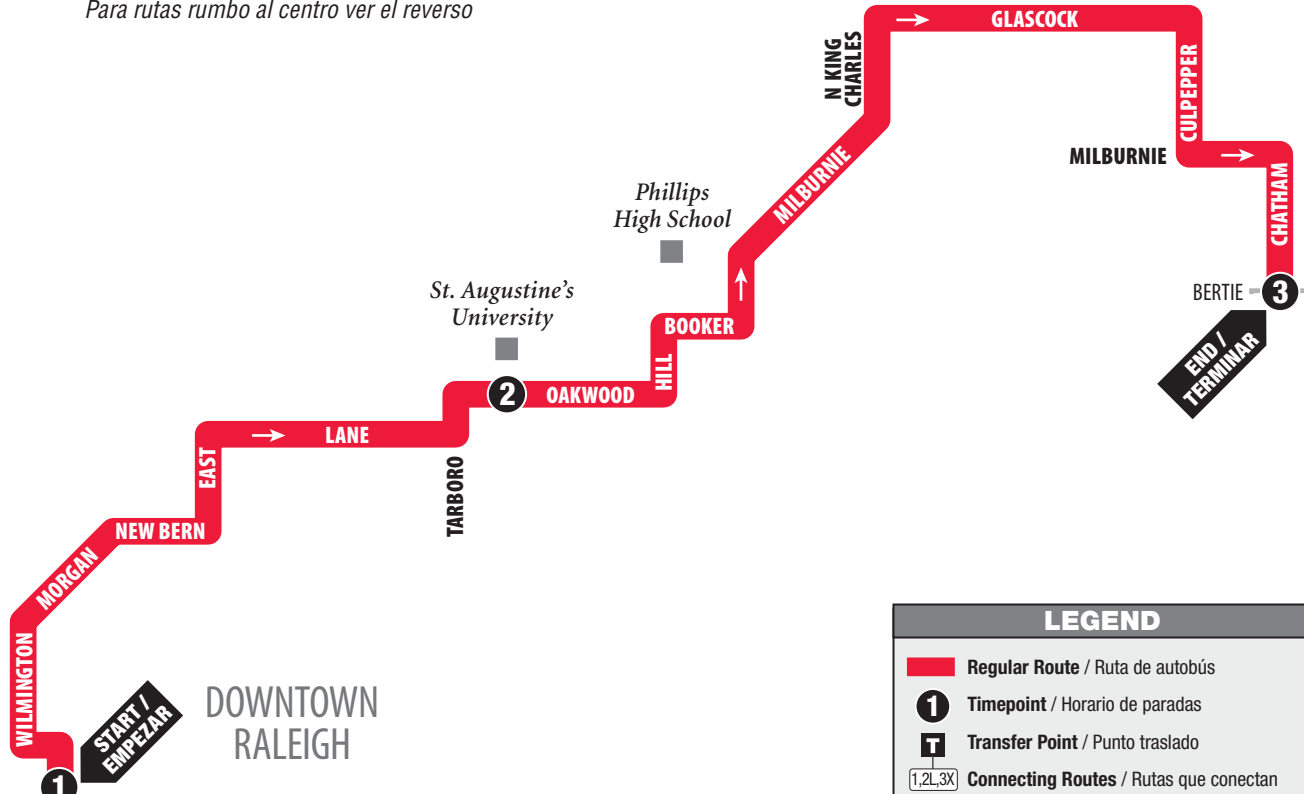 Para rutas rumbo al centro ver el reverso
GLASCOCK
N KING
CHARLES
CULPEPPER
MILBURNIE
MILBURNIE
CHATHAM
Phillips
High School
BERTIE
3
END /
TERMINAR
St. Augustine's
University
BOOKER
HILL
2
OAKWOOD
LANE
EAST
TARBORO
NEW BERN
MORGAN
WILMINGTON
START /
EMPEZAR
1
DOWNTOWN
RALEIGH
LEGEND
Regular Route / Ruta de autobús
1 Timepoint / Horario de paradas
T Transfer Point / Punto traslado
1,2L,3X Connecting Routes / Rutas que conectan